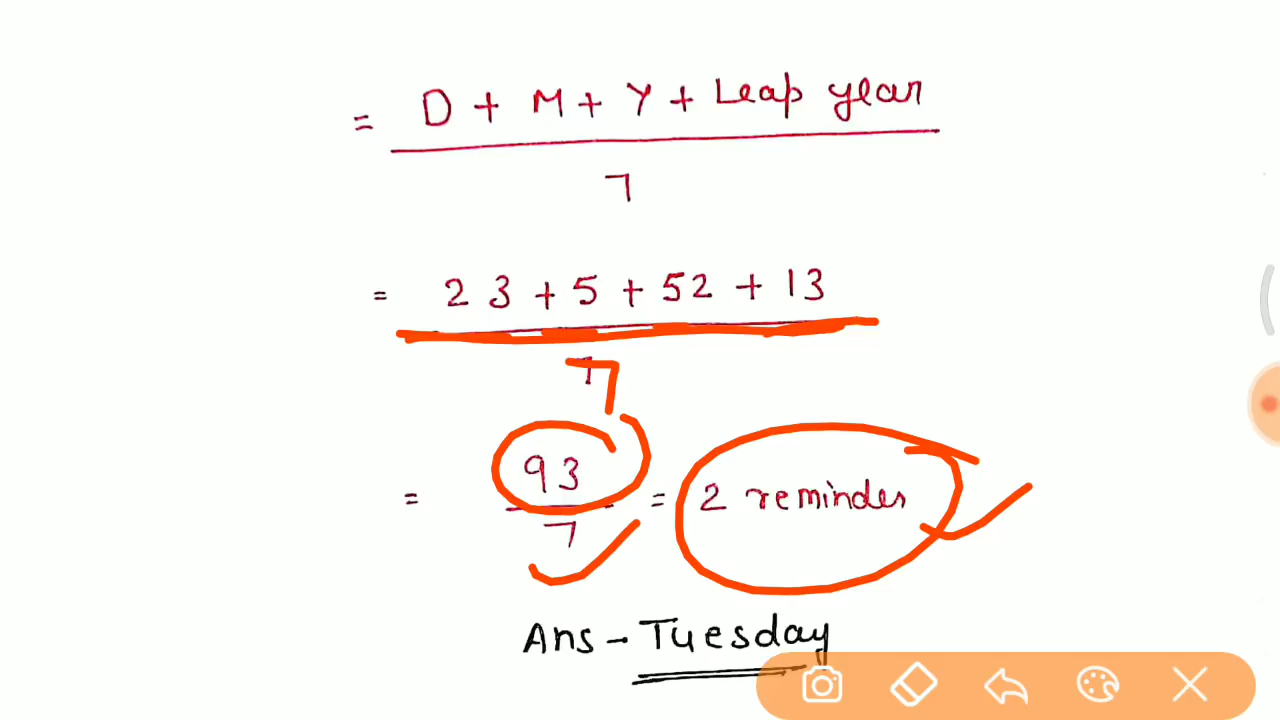 = D + M + Y + Leap year
7
= 23 + 5 + 52 + 13
7
= 93 = 2 reminder
7
Ans - Tuesday